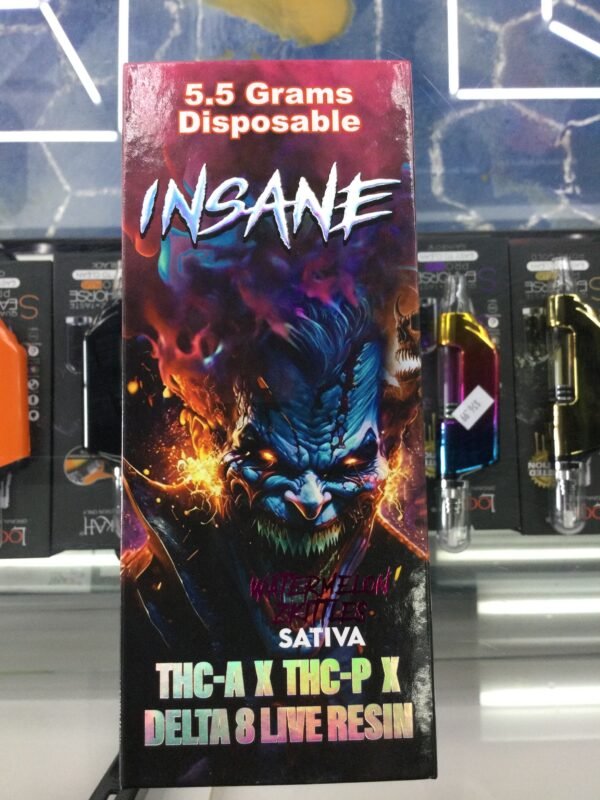 5.5 Grams
Disposable
INSANE
WATERMELON
SKITTLES
SATIVA
THC-A X THC-P X
DELTA 8 LIVE RESIN